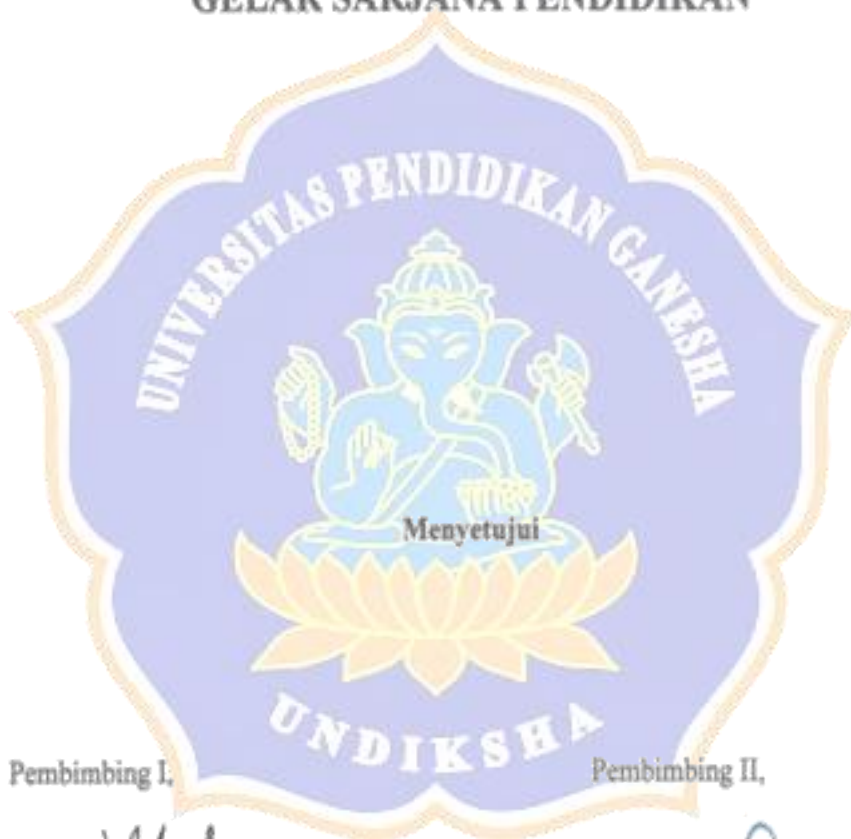 GELAR SARJANA PENDIDIKAN
UNIVERSITAS PENDIDIKAN GANESHA
Menyetujui
UNDIKSHA
Pembimbing I,
Pembimbing II,